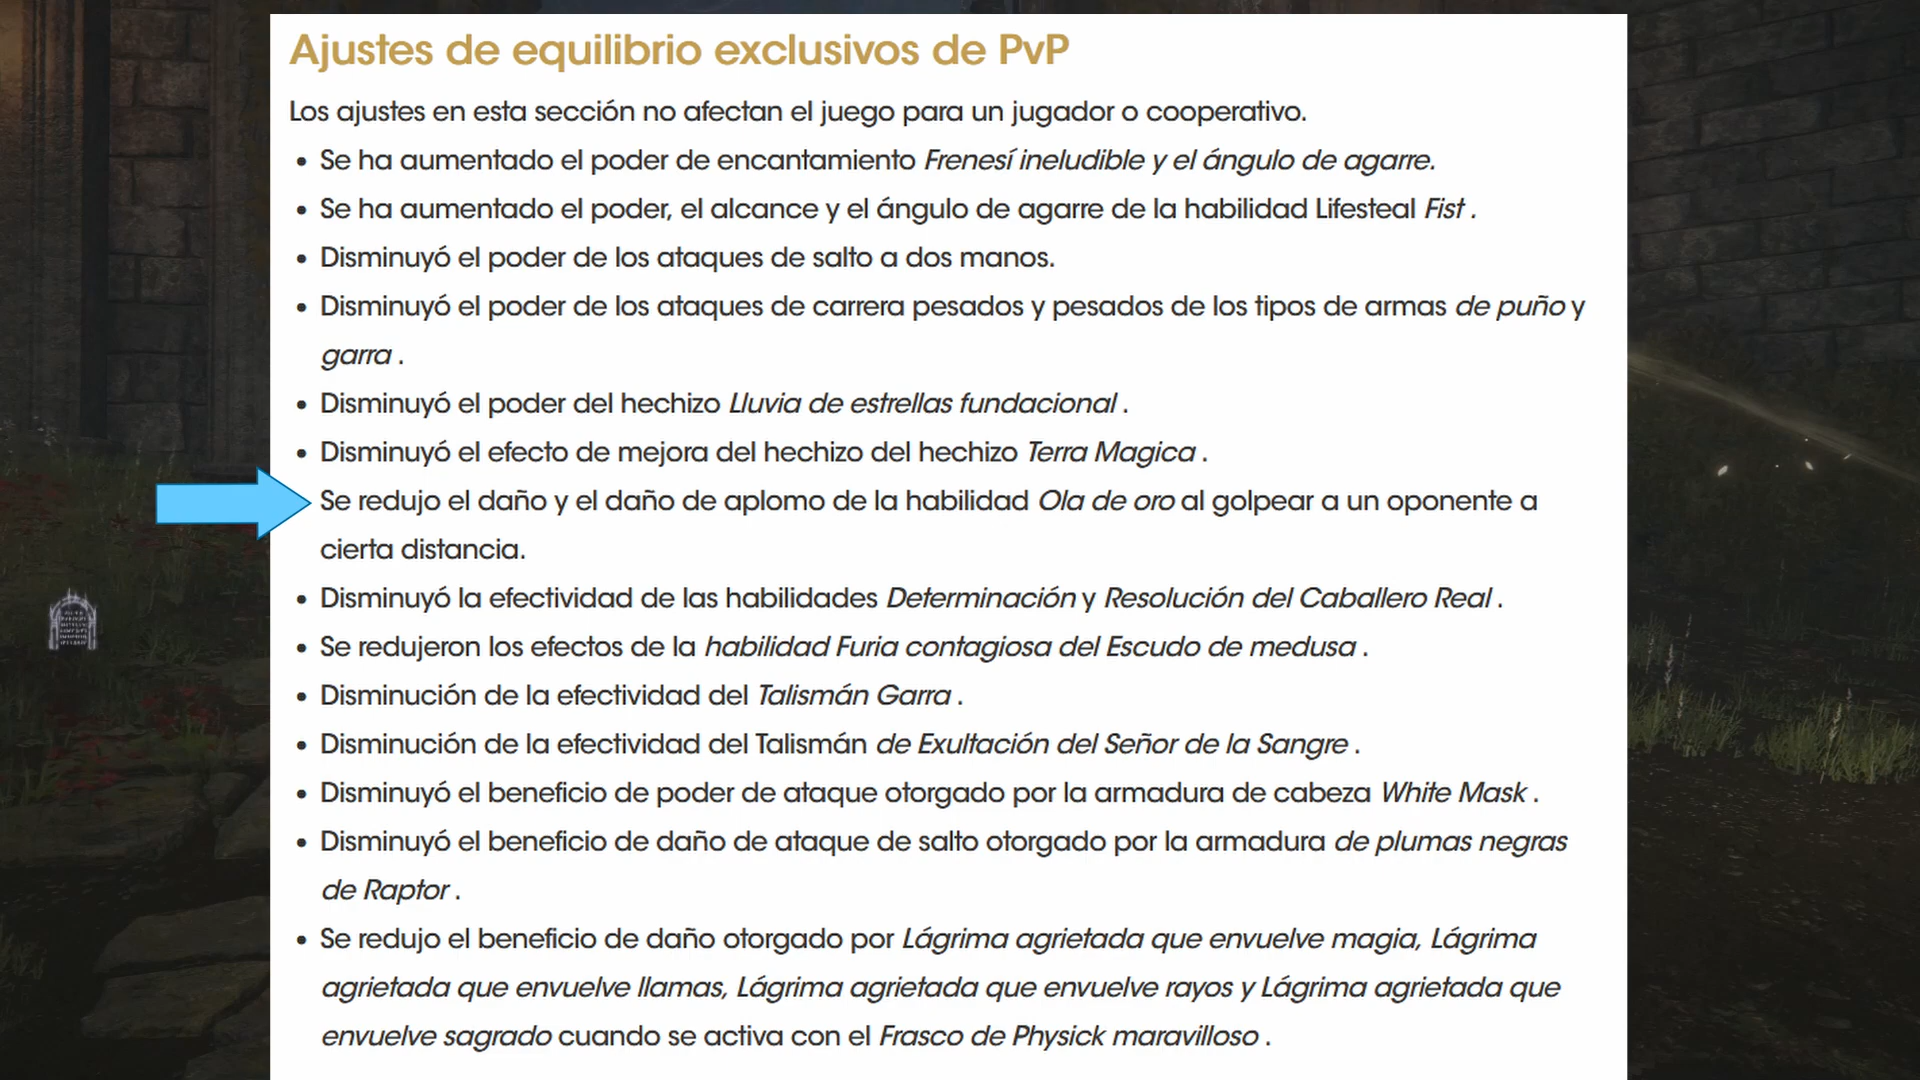 Ajustes de equilibrio exclusivos de PvP
Los ajustes en esta sección no afectan el juego para un jugador o cooperativo.
• Se ha aumentado el poder de encantamiento Frenesí ineludible y el ángulo de agarre.
• Se ha aumentado el poder, el alcance y el ángulo de agarre de la habilidad Lifesteal Fist .
• Disminuyó el poder de los ataques de salto a dos manos.
• Disminuyó el poder de los ataques de carrera pesados y pesados de los tipos de armas de puño y
garra .
• Disminuyó el poder del hechizo Lluvia de estrellas fundacional .
• Disminuyó el efecto de mejora del hechizo del hechizo Terra Magica .
Se redujo el daño y el daño de aplomo de la habilidad Ola de oro al golpear a un oponente a
cierta distancia.
• Disminuyó la efectividad de las habilidades Determinación y Resolución del Caballero Real .
• Se redujeron los efectos de la habilidad Furia contagiosa del Escudo de medusa .
• Disminución de la efectividad del Talismán Garra .
• Disminución de la efectividad del Talismán de Exultación del Señor de la Sangre .
• Disminuyó el beneficio de poder de ataque otorgado por la armadura de cabeza White Mask .
• Disminuyó el beneficio de daño de ataque de salto otorgado por la armadura de plumas negras
de Raptor .
• Se redujo el beneficio de daño otorgado por Lágrima agrietada que envuelve magia, Lágrima
agrietada que envuelve llamas, Lágrima agrietada que envuelve rayos y Lágrima agrietada que
envuelve sagrado cuando se activa con el Frasco de Physick maravilloso .